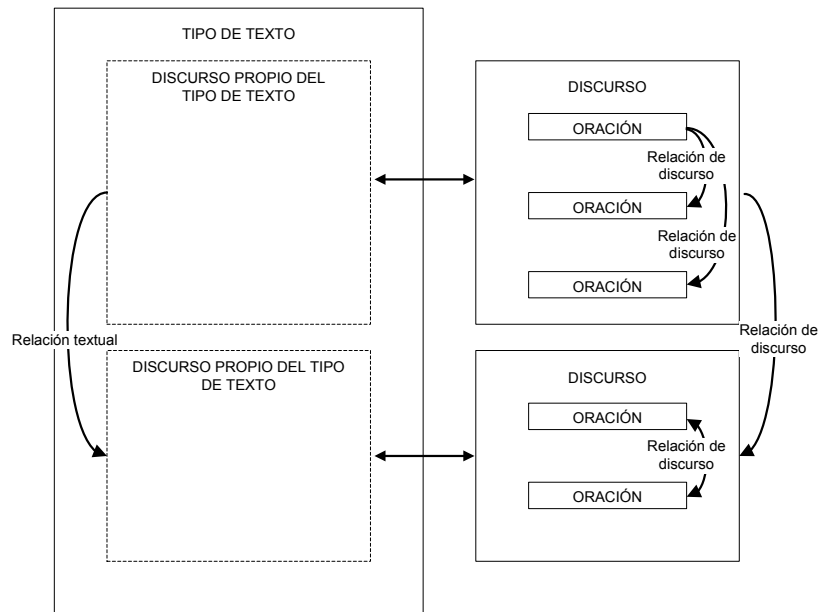 TIPO DE TEXTO
DISCURSO PROPIO DEL
TIPO DE TEXTO
DISCURSO
ORACIÓN
Relación de
discurso
ORACIÓN
Relación de
discurso
ORACIÓN
Relación textual
Relación de
discurso
DISCURSO PROPIO DEL TIPO
DE TEXTO
DISCURSO
ORACIÓN
Relación de
discurso
ORACIÓN